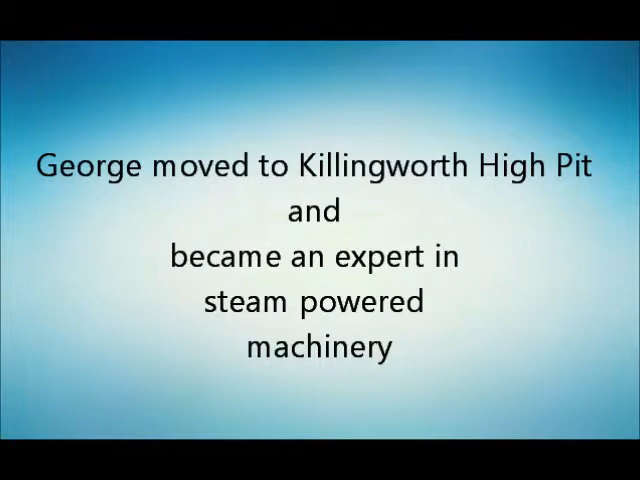 George moved to Killingworth High Pit
and
became an expert in
steam powered
machinery